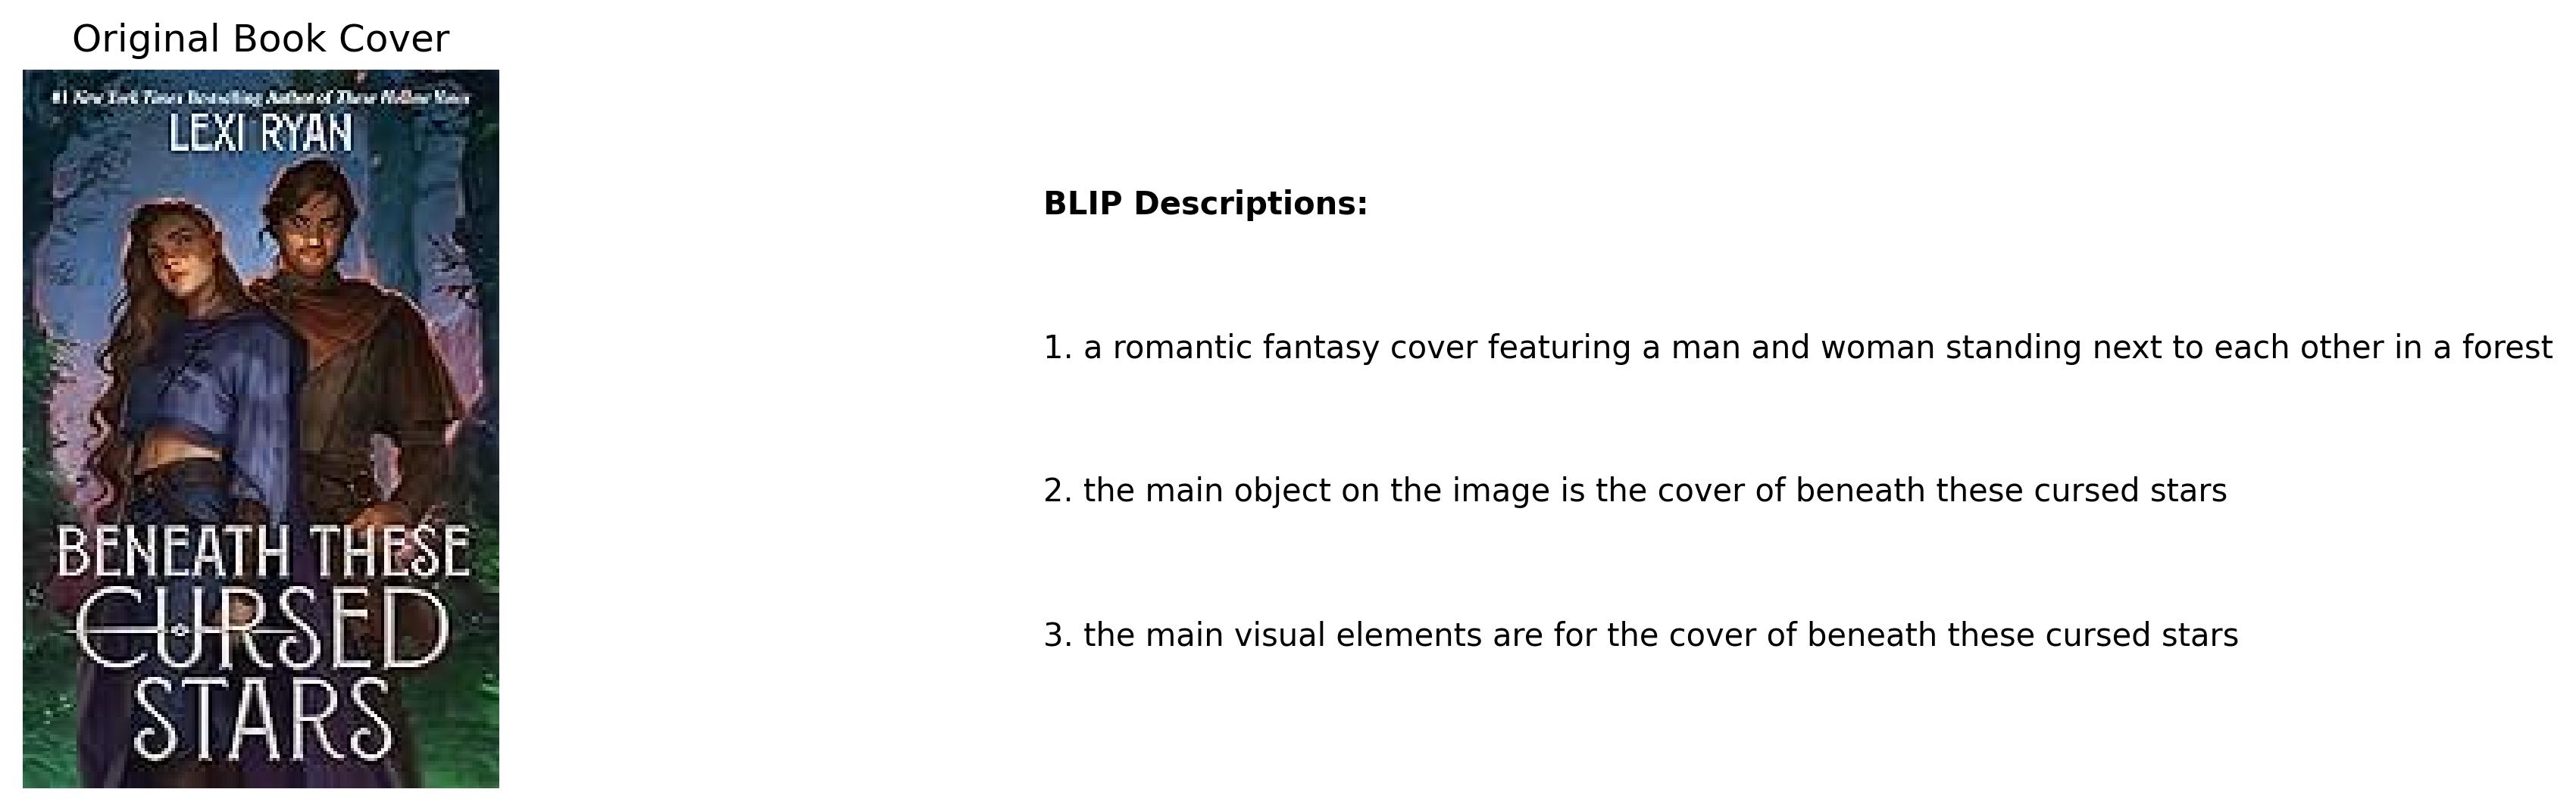 Original Book Cover
#1 New York Times Bestselling Author of These Hollow Vows
LEXI RYAN
BENEATH THESE
CURSED
STARS
BLIP Descriptions:
1. a romantic fantasy cover featuring a man and woman standing next to each other in a forest
2. the main object on the image is the cover of beneath these cursed stars
3. the main visual elements are for the cover of beneath these cursed stars